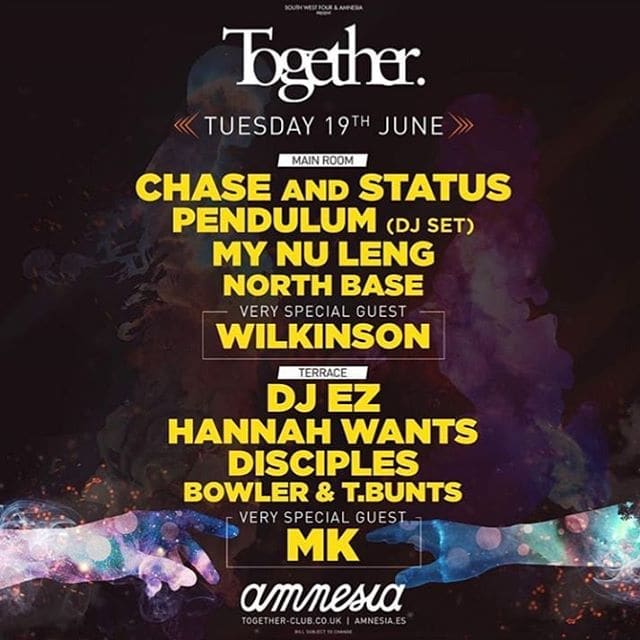 SOUTH WEST FOUR & AMNESIA
PRESENT
Together.
TUESDAY 19TH JUNE
MAIN ROOM
CHASE AND STATUS
PENDULUM (DJ SET)
MY NU LENG
NORTH BASE
VERY SPECIAL GUEST
WILKINSON
TERRACE
DJ EZ
HANNAH WANTS
DISCIPLES
BOWLER & T.BUNTS
VERY SPECIAL GUEST
MK
amnesia
TOGETHER-CLUB.CO.UK | AMNESIA.ES
BILL SUBJECT TO CHANGE